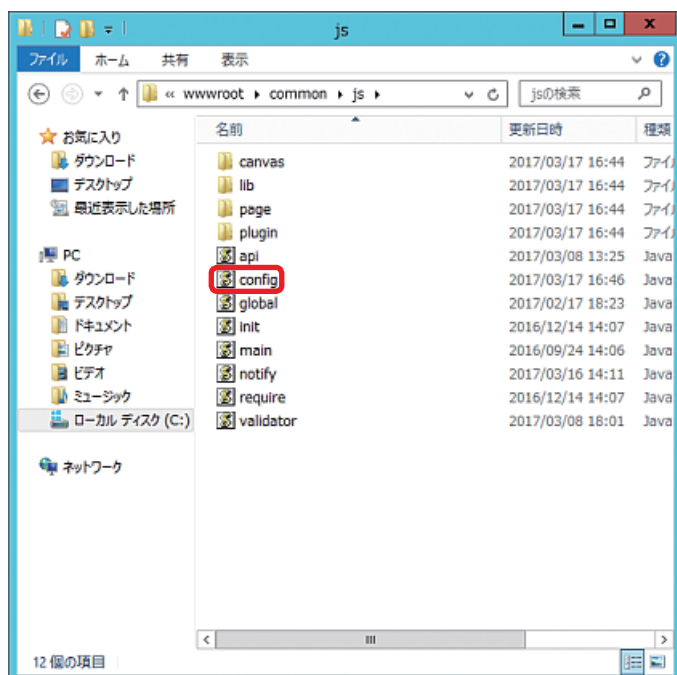 js
ファイル ホーム 共有 表示
« wwwroot common js jsの検索
お気に入り
ダウンロード
デスクトップ
最近表示した場所
PC
ダウンロード
デスクトップ
ドキュメント
ピクチャ
ビデオ
ミュージック
ローカル ディスク (C:)
ネットワーク
名前 更新日時 種類
canvas 2017/03/17 16:44 ファイル
lib 2017/03/17 16:44 ファイル
page 2017/03/17 16:44 ファイル
plugin 2017/03/17 16:44 ファイル
api 2017/03/08 13:25 Java
config 2017/03/17 16:46 Java
global 2017/02/17 18:23 Java
init 2016/12/14 14:07 Java
main 2016/09/24 14:06 Java
notify 2017/03/16 14:11 Java
require 2016/12/14 14:07 Java
validator 2017/03/08 18:01 Java
12 個の項目